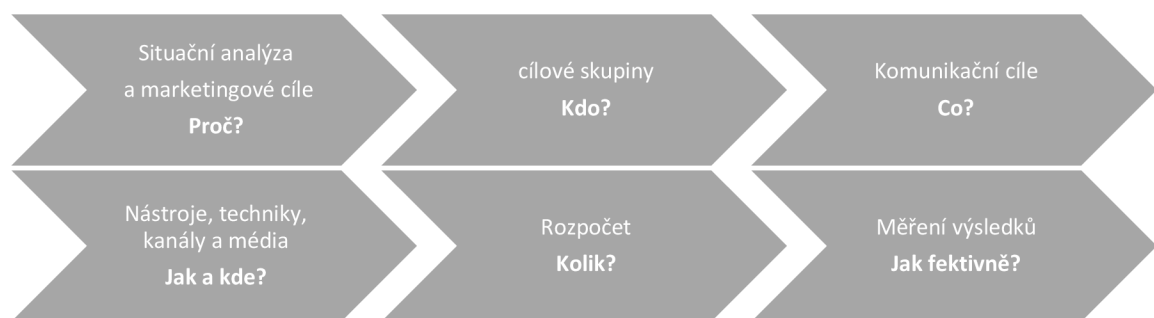 Situační analýza
a marketingové cíle
Proč?
cílové skupiny
Kdo?
Komunikační cíle
Co?
Nástroje, techniky,
kanály a média
Jak a kde?
Rozpočet
Kolik?
Měření výsledků
Jak fektivně?